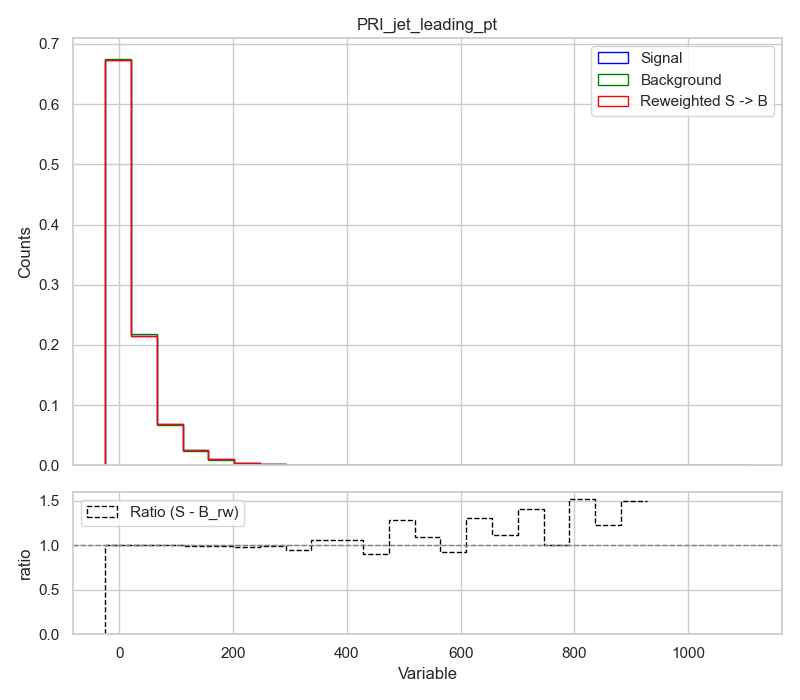 PRI_jet_leading_pt
0.7
0.6
0.5
0.4
0.3
0.2
0.1
0.0
Counts
Signal
Background
Reweighted S -> B
1.5
1.0
0.5
0.0
ratio
Ratio (S - B_rw)
0 200 400 600 800 1000
Variable